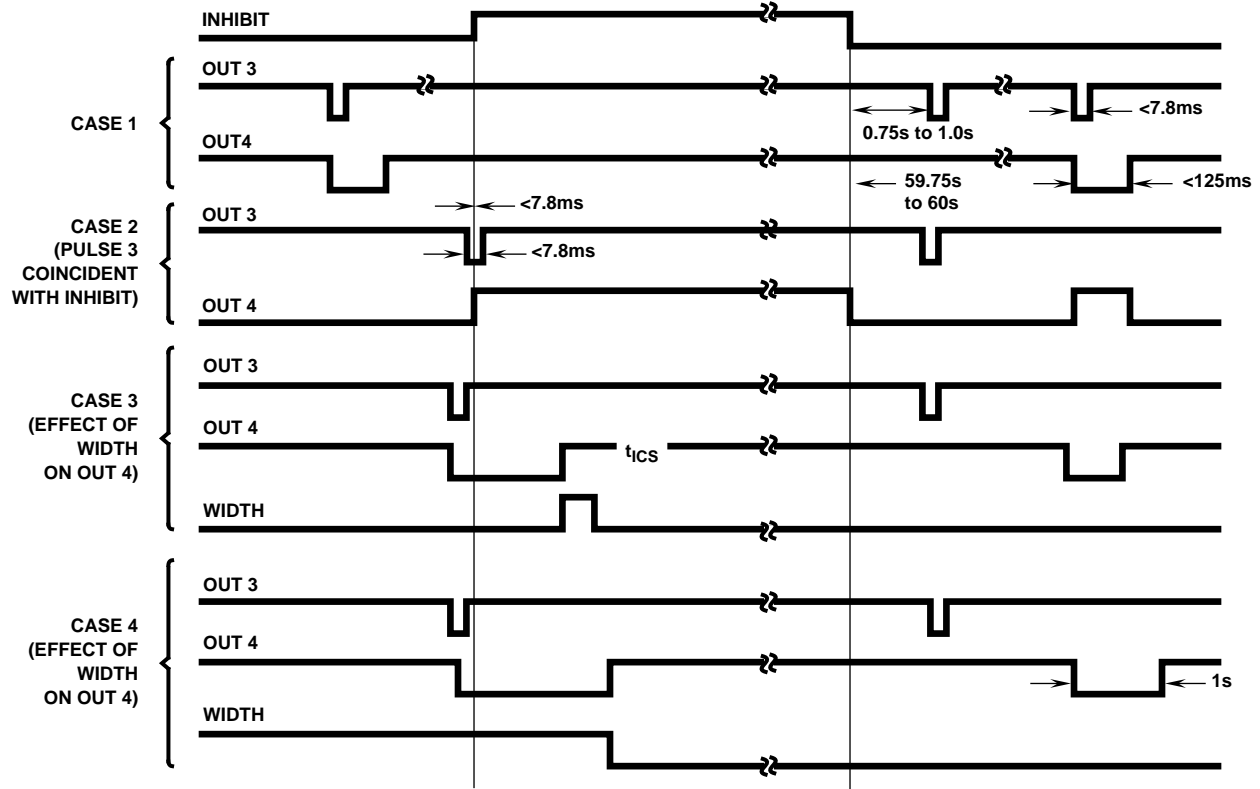 INHIBIT
CASE 1
OUT 3
0.75s to 1.0s
<7.8ms
OUT4
59.75s
to 60s
<125ms
CASE 2
(PULSE 3
COINCIDENT
WITH INHIBIT)
OUT 3
<7.8ms
<7.8ms
OUT 4
CASE 3
(EFFECT OF
WIDTH
ON OUT 4)
OUT 3
OUT 4
tICS
WIDTH
CASE 4
(EFFECT OF
WIDTH
ON OUT 4)
OUT 3
OUT 4
1s
WIDTH